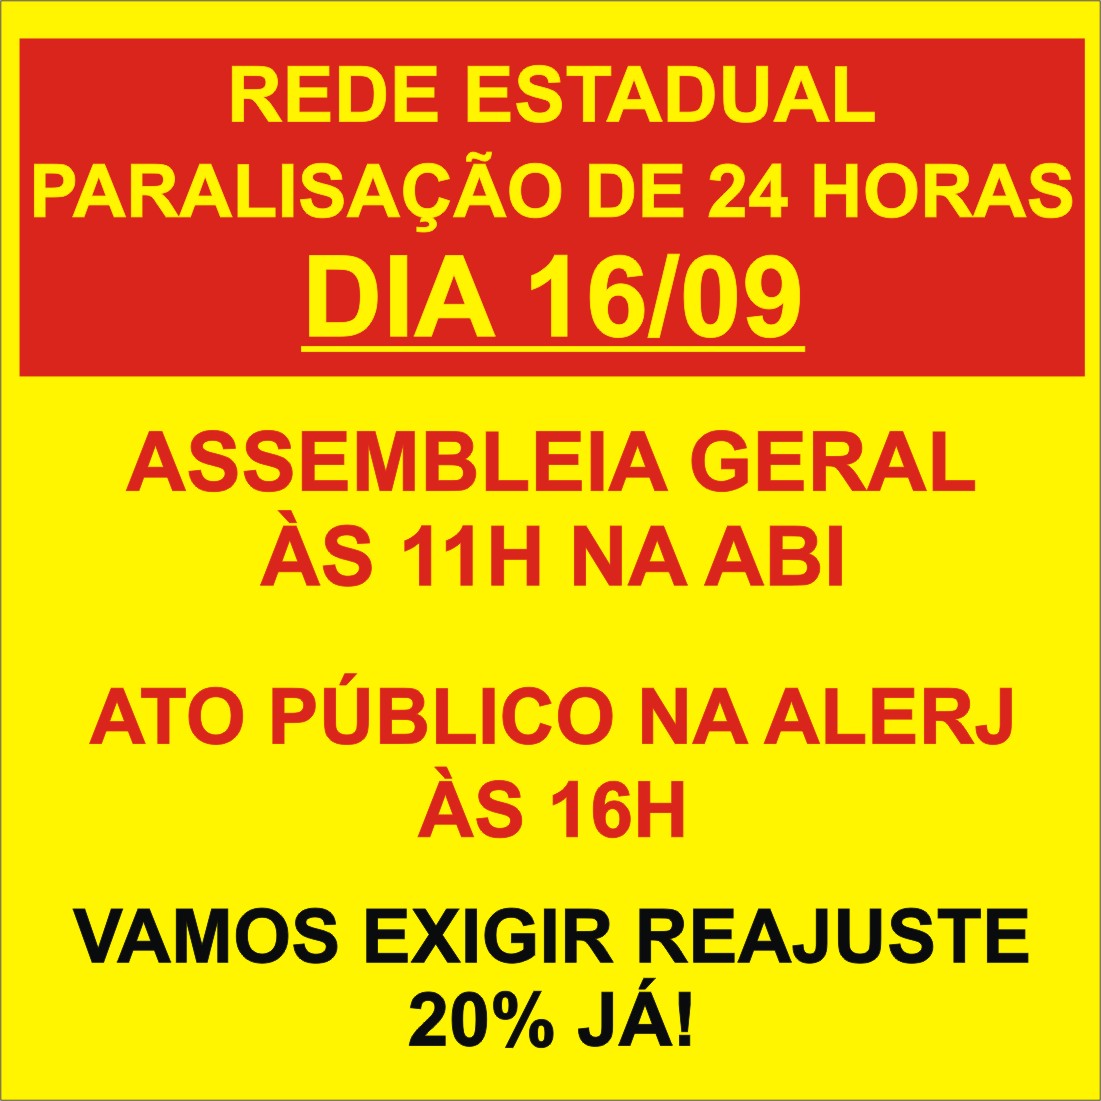 REDE ESTADUAL
PARALISAÇÃO DE 24 HORAS
DIA 16/09
ASSEMBLEIA GERAL
ÀS 11H NA ABI
ATO PÚBLICO NA ALERJ
ÀS 16H
VAMOS EXIGIR REAJUSTE
20% JÁ!